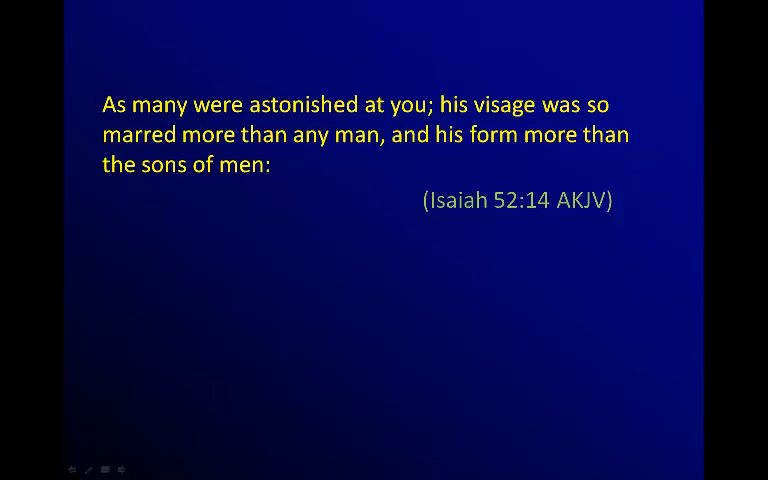 As many were astonished at you; his visage was so
marred more than any man, and his form more than
the sons of men:
(Isaiah 52:14 AKJV)